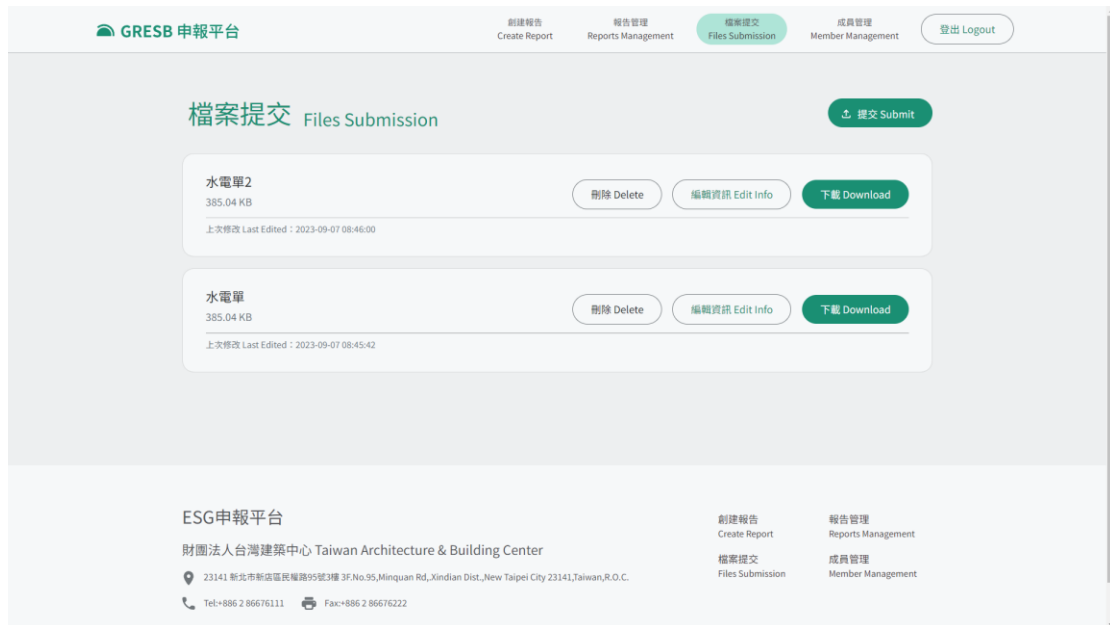 GRESB 申報平台
創建報告
Create Report
報告管理
Reports Management
檔案提交
Files Submission
成員管理
Member Management
登出 Logout
檔案提交 Files Submission
提交 Submit
水電單2
385.04 KB
刪除 Delete
編輯資訊 Edit Info
下載 Download
上次修改 Last Edited：2023-09-07 08:46:00
水電單
385.04 KB
刪除 Delete
編輯資訊 Edit Info
下載 Download
上次修改 Last Edited：2023-09-07 08:45:42
ESG申報平台
財團法人台灣建築中心 Taiwan Architecture & Building Center
23141 新北市新店區民權路95號3樓 3F.No.95,Minquan Rd,.Xindian Dist.,New Taipei City 23141,Taiwan,R.O.C.
Tel:+886 2 86676111 Fax:+886 2 86676222
創建報告
Create Report
報告管理
Reports Management
檔案提交
Files Submission
成員管理
Member Management